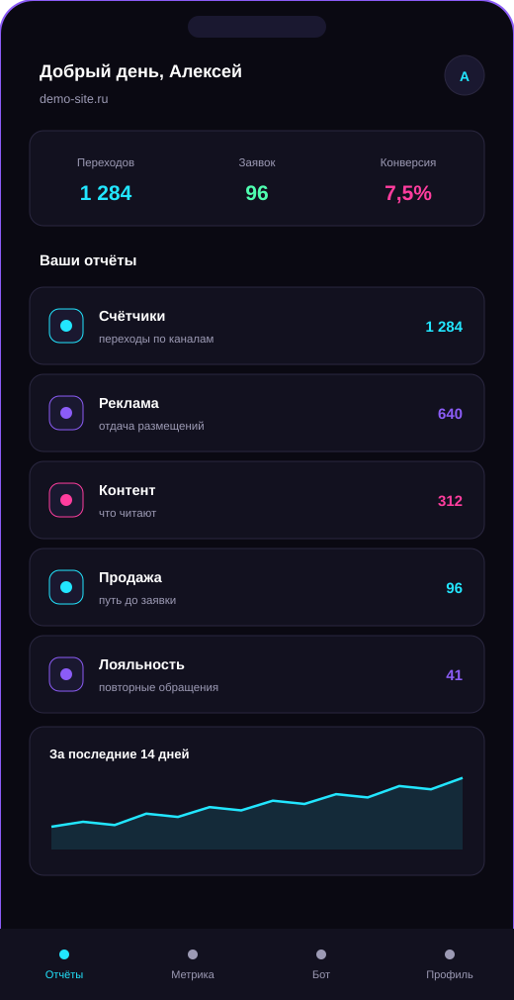 Добрый день, Алексей
А
demo-site.ru
Переходов Заявок Конверсия
1 284 96 7,5%
Ваши отчёты
Счётчики
переходы по каналам
1 284
Реклама
отдача размещений
640
Контент
что читают
312
Продажа
путь до заявки
96
Лояльность
повторные обращения
41
За последние 14 дней
Отчёты Метрика Бот Профиль